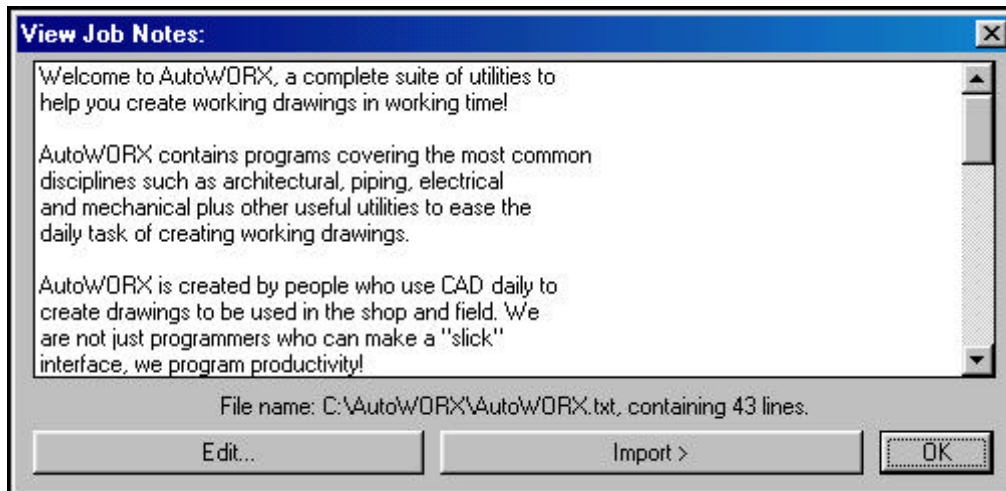 View Job Notes:
Welcome to AutoWORX, a complete suite of utilities to
help you create working drawings in working time!
AutoWORX contains programs covering the most common
disciplines such as architectural, piping, electrical
and mechanical plus other useful utilities to ease the
daily task of creating working drawings.
AutoWORX is created by people who use CAD daily to
create drawings to be used in the shop and field. We
are not just programmers who can make a "slick"
interface, we program productivity!
File name: C:\AutoWORX\AutoWORX.txt, containing 43 lines.
Edit...
Import >
OK